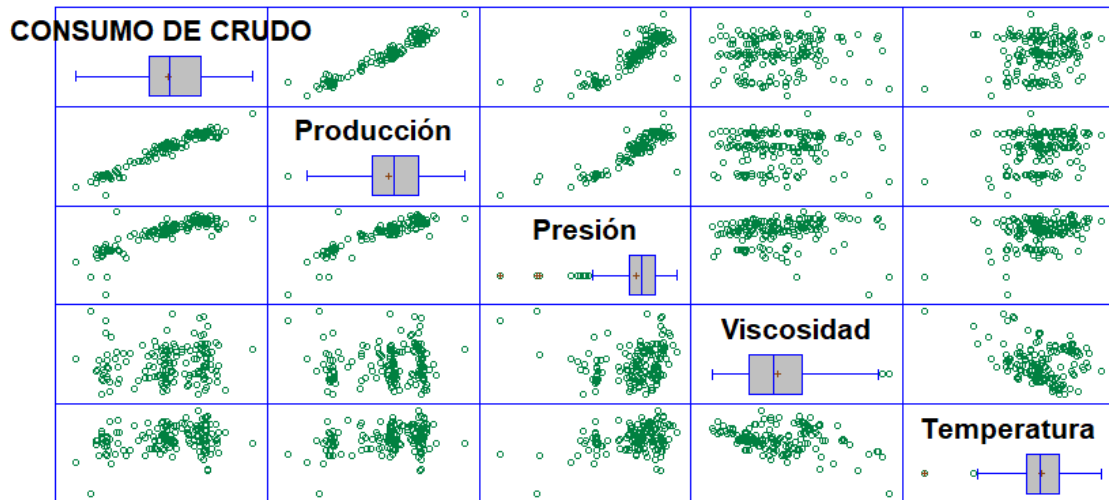 CONSUMO DE CRUDO
Producción
Presión
Viscosidad
Temperatura